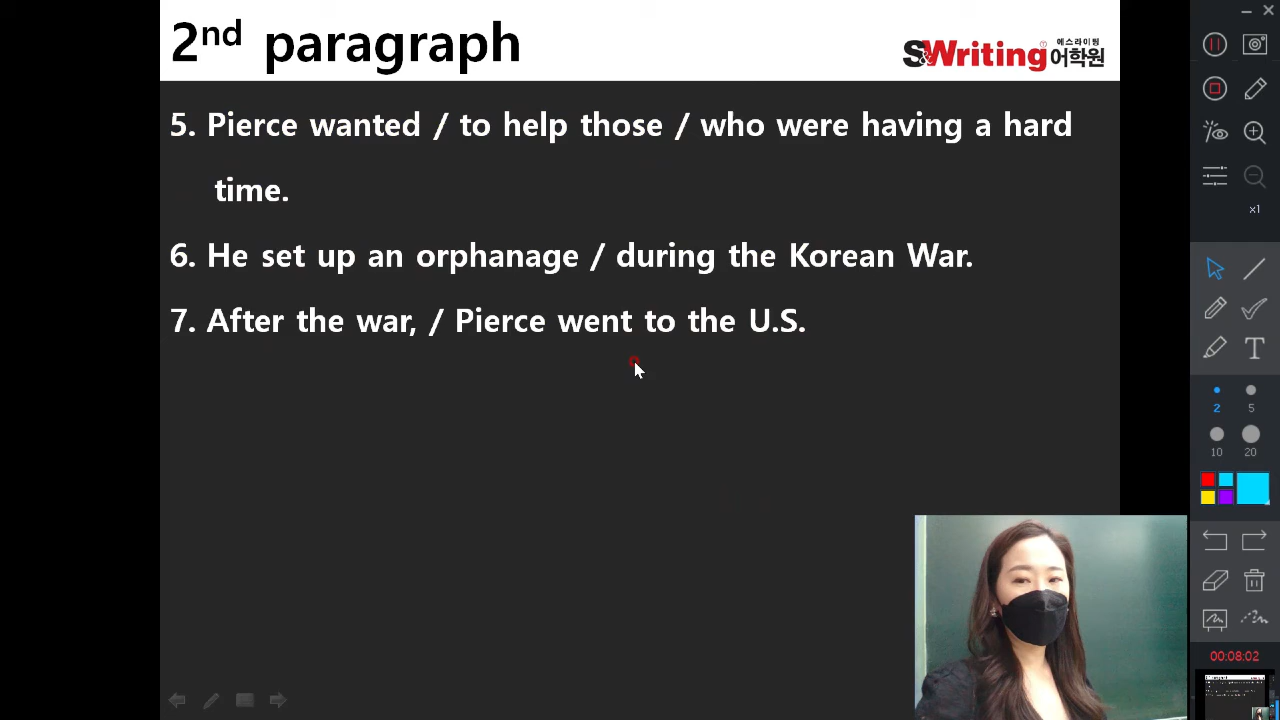 2nd paragraph
S&Writing 에스라이팅 어학원
5. Pierce wanted / to help those / who were having a hard
time.
6. He set up an orphanage / during the Korean War.
7. After the war, / Pierce went to the U.S.
x1
T
2 5
10 20
00:08:02